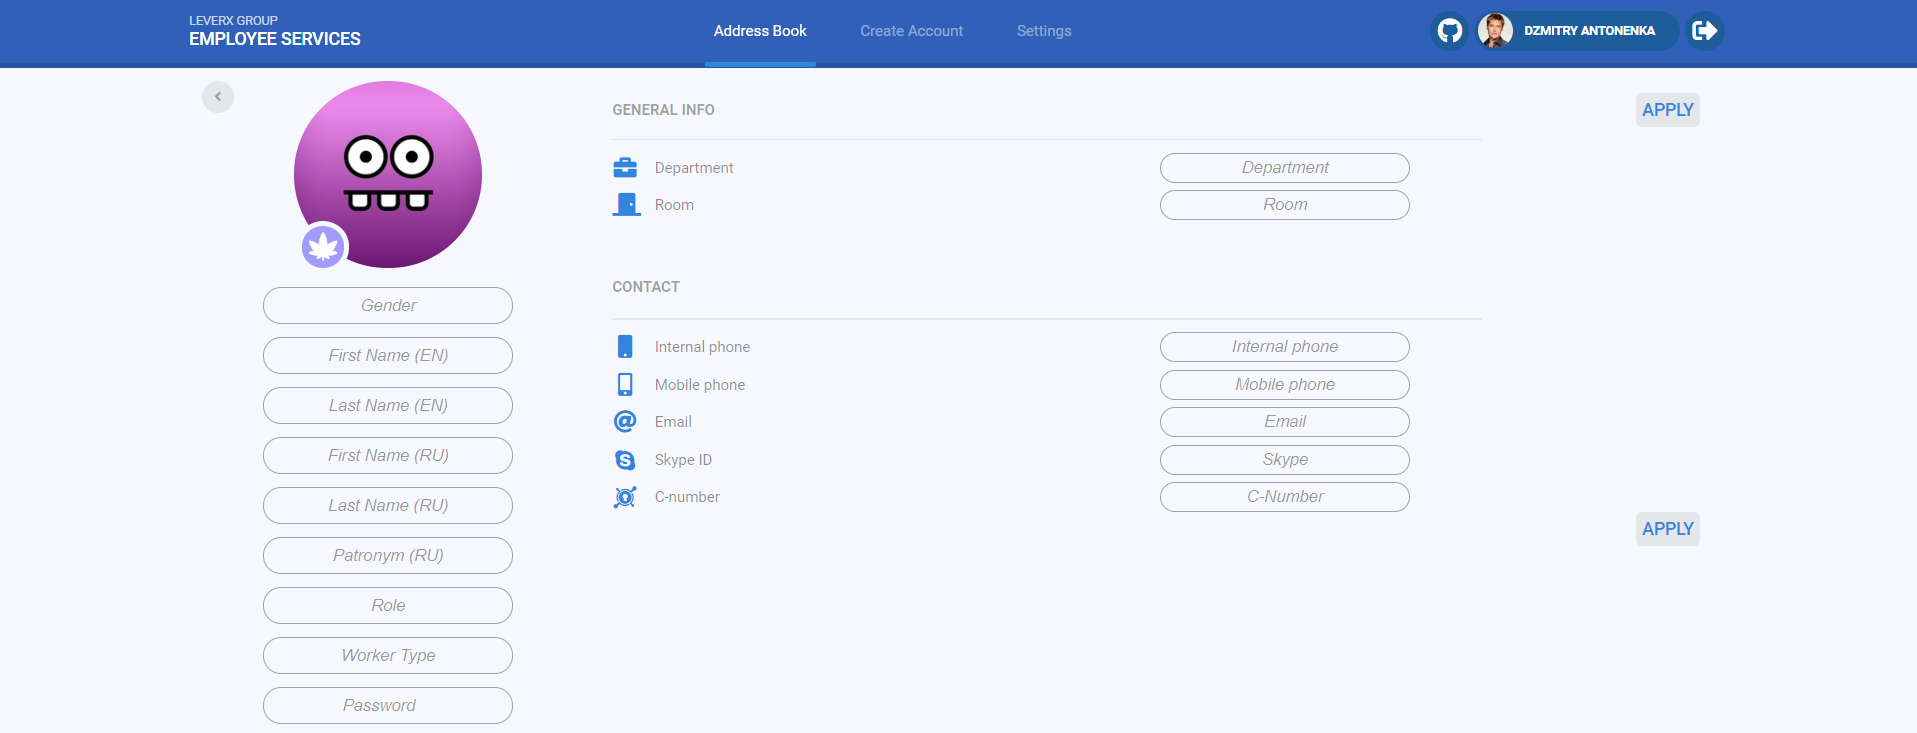 LEVERX GROUP
EMPLOYEE SERVICES
Address Book
Create Account
Settings
DZMITRY ANTONENKA
Gender
First Name (EN)
Last Name (EN)
First Name (RU)
Last Name (RU)
Patronym (RU)
Role
Worker Type
Password
GENERAL INFO
APPLY
Department
Department
Room
Room
CONTACT
Internal phone
Internal phone
Mobile phone
Mobile phone
Email
Email
Skype ID
Skype
C-number
C-Number
APPLY